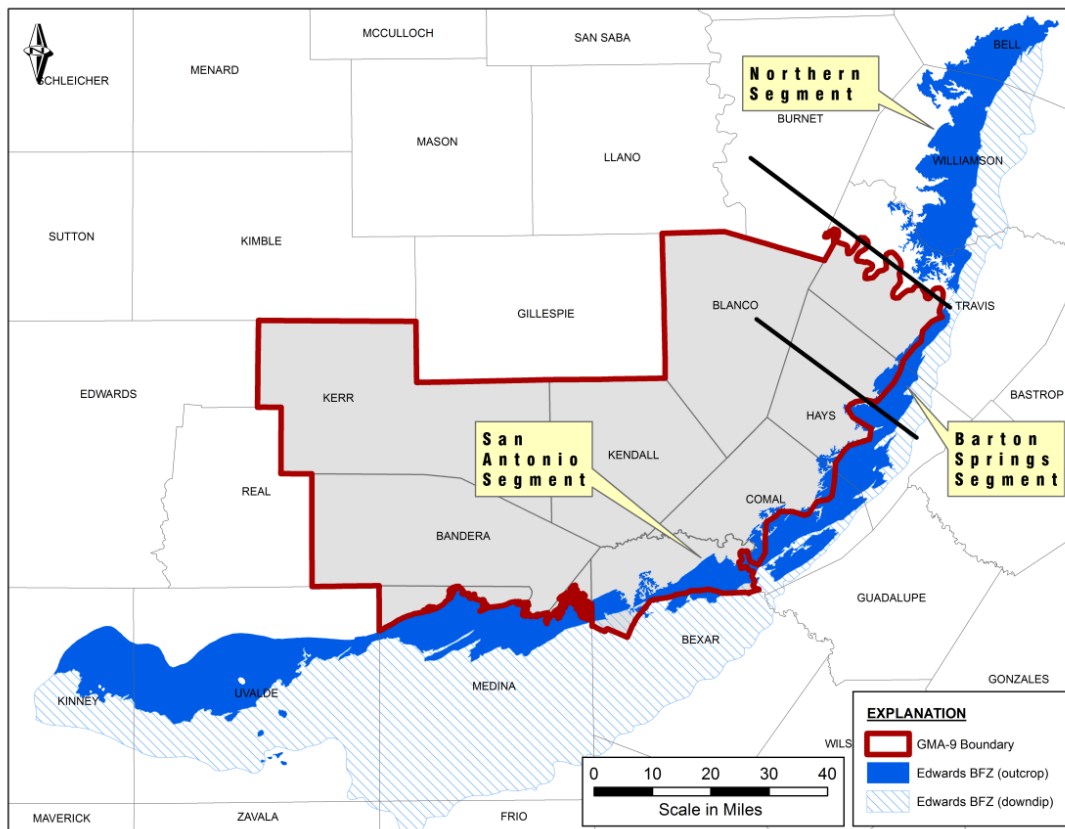 MCCULLOCH
SAN SABA
BELL
N
SCHLEICHER
MENARD
Northern
Segment
BURNET
MASON
LLANO
WILLIAMSON
SUTTON
KIMBLE
BLANCO
TRAVIS
GILLESPIE
EDWARDS
KERR
BASTROP
HAYS
San
Antonio
Segment
KENDALL
Barton
Springs
Segment
REAL
COMAL
BANDERA
GUADALUPE
BEXAR
GONZALES
KINNEY
UVALDE
MEDINA
WILS
EXPLANATION
GMA-9 Boundary
Edwards BFZ (outcrop)
Edwards BFZ (downdip)
0 10 20 30 40
Scale in Miles
MAVERICK
ZAVALA
FRIO